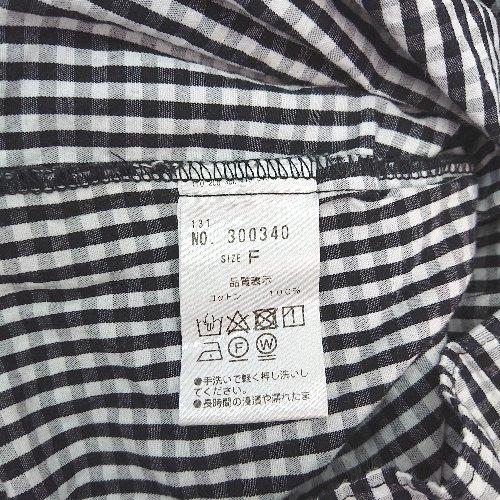 131
NO. 300340
SIZE F
品質表示
コットン 100%
F W
●手洗いで軽く押し洗いし
てください。
●長時間の浸漬や濡れたま